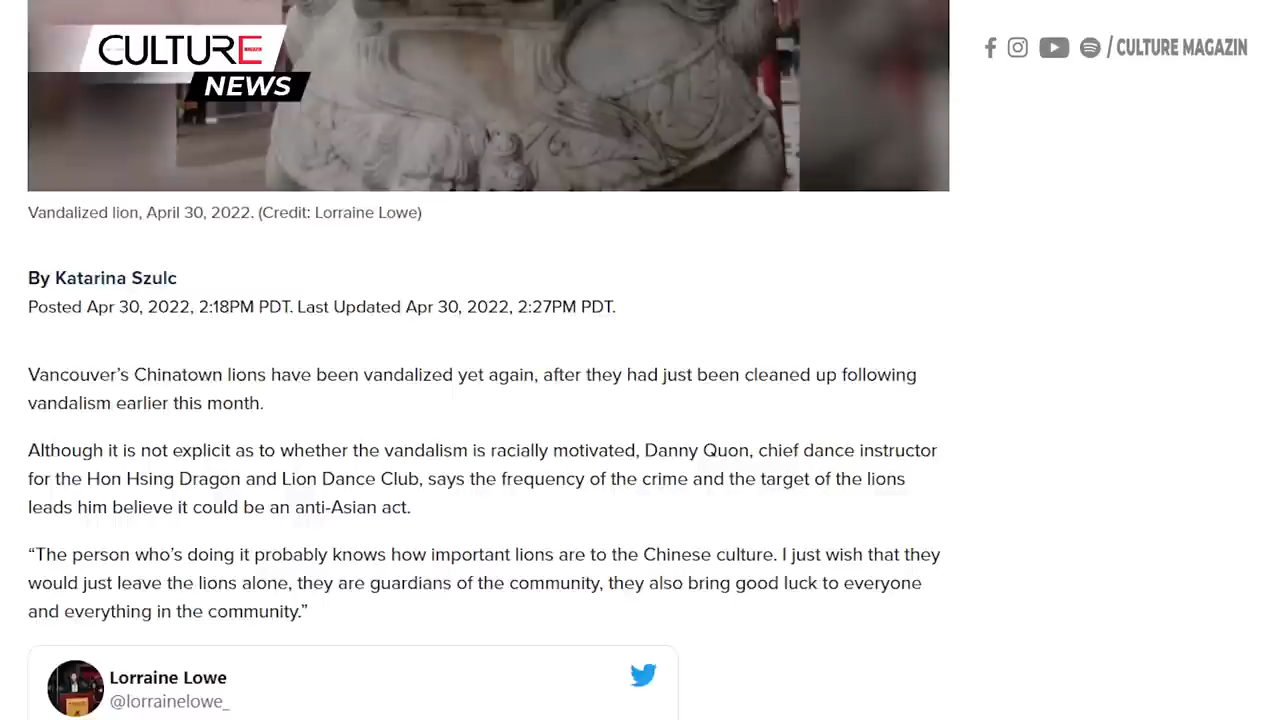 CULTURE
NEWS
/ CULTURE MAGAZIN
Vandalized lion, April 30, 2022. (Credit: Lorraine Lowe)
By Katarina Szulc
Posted Apr 30, 2022, 2:18PM PDT. Last Updated Apr 30, 2022, 2:27PM PDT.
Vancouver’s Chinatown lions have been vandalized yet again, after they had just been cleaned up following
vandalism earlier this month.
Although it is not explicit as to whether the vandalism is racially motivated, Danny Quon, chief dance instructor
for the Hon Hsing Dragon and Lion Dance Club, says the frequency of the crime and the target of the lions
leads him believe it could be an anti-Asian act.
“The person who’s doing it probably knows how important lions are to the Chinese culture. I just wish that they
would just leave the lions alone, they are guardians of the community, they also bring good luck to everyone
and everything in the community.”
Lorraine Lowe
@lorrainelowe_